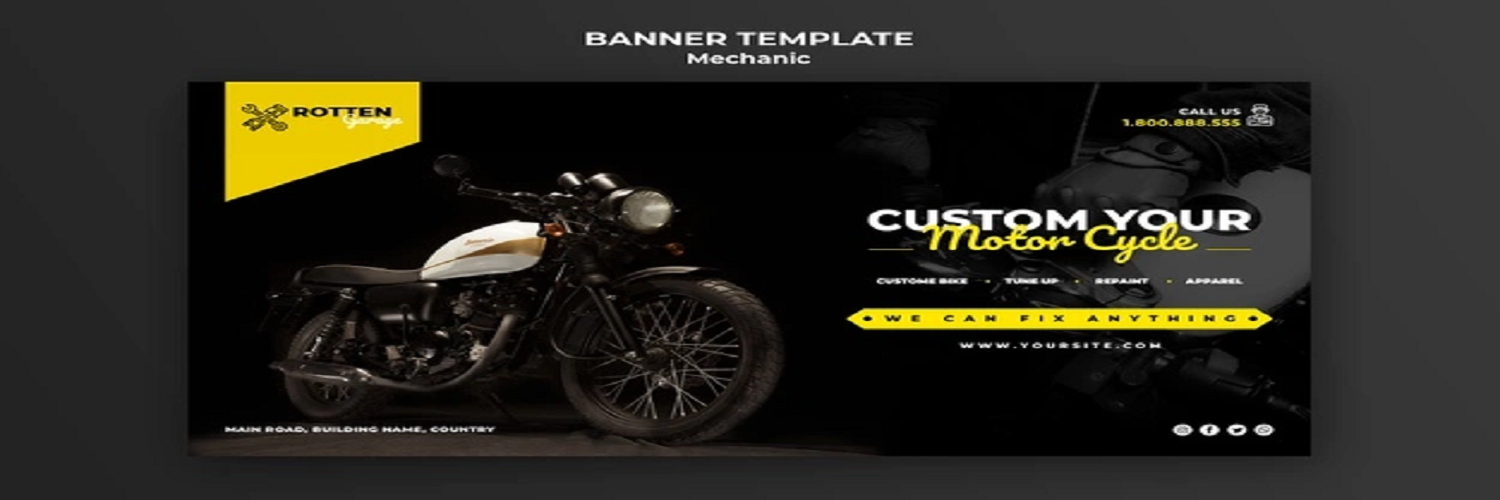 BANNER TEMPLATE
Mechanic
ROTTEN
Garage
CALL US
1.800.888.555
CUSTOM YOUR
Motor Cycle
CUSTOME BIKE • TUNE UP • REPAINT • APPAREL
WE CAN FIX ANYTHING
WWW.YOURSITE.COM
MAIN ROAD, BUILDING NAME, COUNTRY